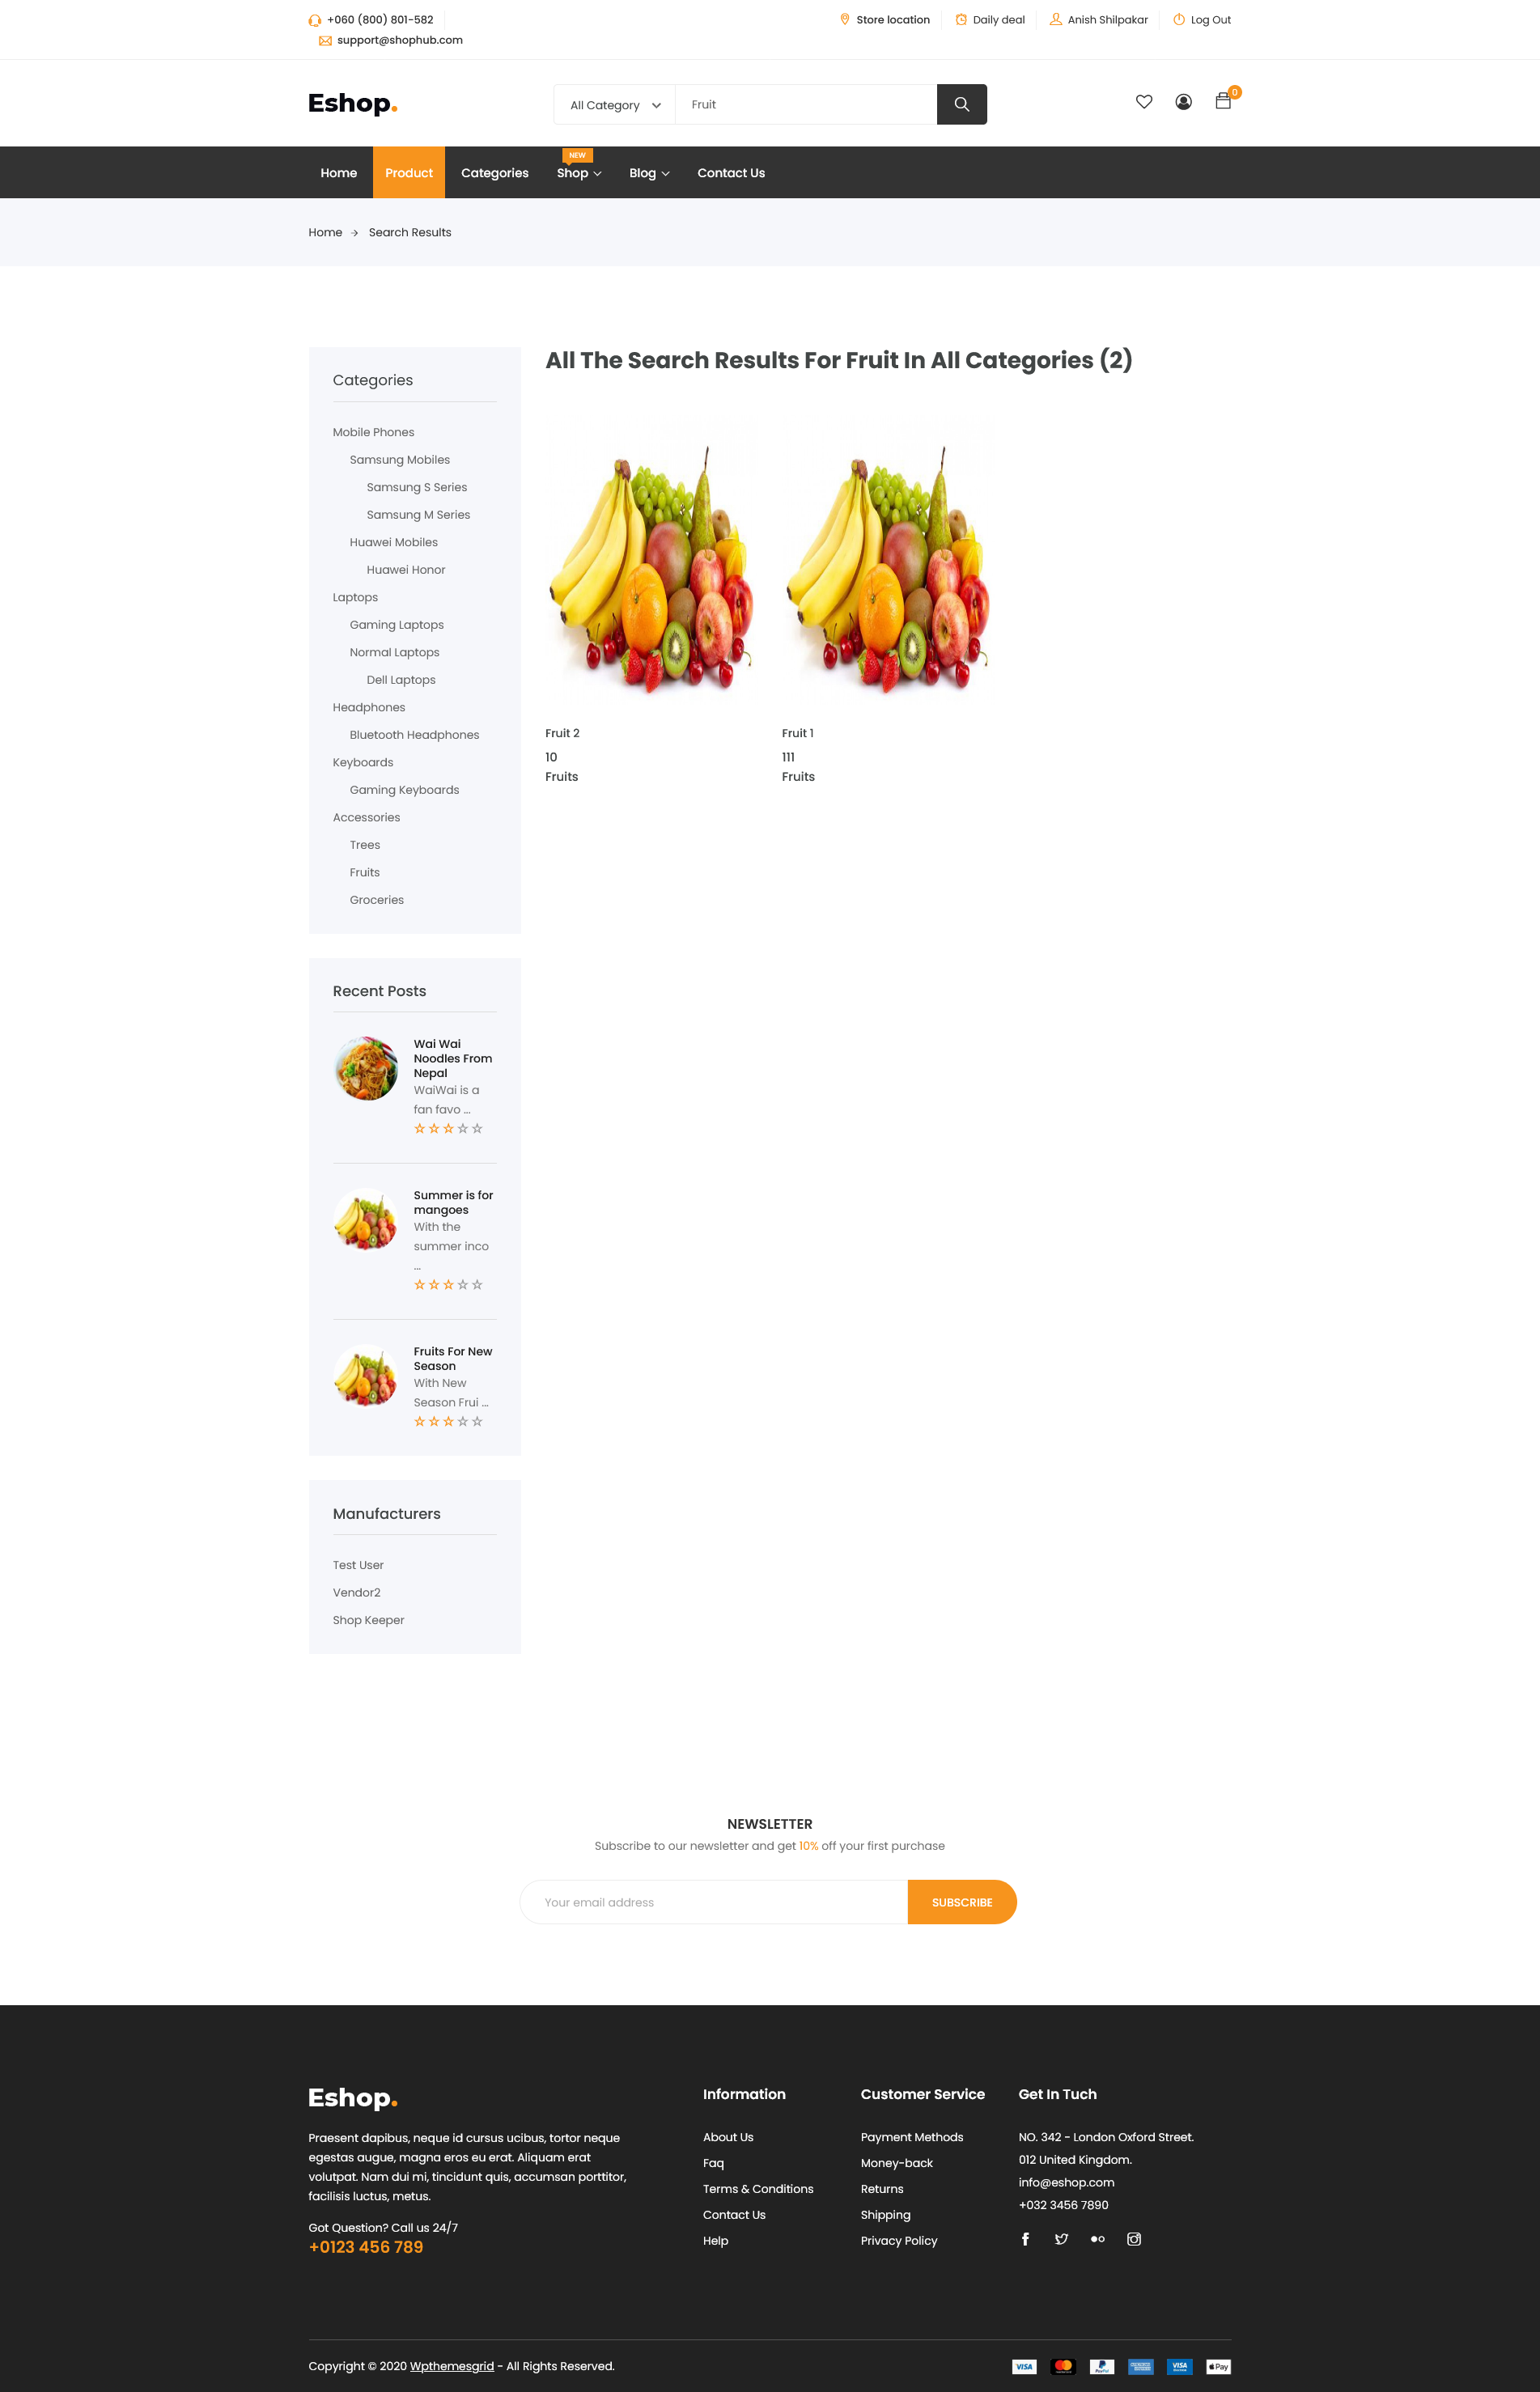 +060 (800) 801-582
support@shophub.com
Store location
Daily deal
Anish Shilpakar
Log Out
Eshop.
All Category
Fruit
0
Home
Product
Categories
NEW
Shop
Blog
Contact Us
Home
Search Results
Categories
Mobile Phones
Samsung Mobiles
Samsung S Series
Samsung M Series
Huawei Mobiles
Huawei Honor
Laptops
Gaming Laptops
Normal Laptops
Dell Laptops
Headphones
Bluetooth Headphones
Keyboards
Gaming Keyboards
Accessories
Trees
Fruits
Groceries
Recent Posts
Wai Wai
Noodles From
Nepal
WaiWai is a
fan favo ...
Summer is for
mangoes
With the
summer inco
...
Fruits For New
Season
With New
Season Frui ...
Manufacturers
Test User
Vendor2
Shop Keeper
All The Search Results For Fruit In All Categories (2)
Fruit 2
10
Fruits
Fruit 1
111
Fruits
NEWSLETTER
Subscribe to our newsletter and get 10% off your first purchase
Your email address
SUBSCRIBE
Eshop.
Praesent dapibus, neque id cursus ucibus, tortor neque
egestas augue, magna eros eu erat. Aliquam erat
volutpat. Nam dui mi, tincidunt quis, accumsan porttitor,
facilisis luctus, metus.
Got Question? Call us 24/7
+0123 456 789
Information
About Us
Faq
Terms & Conditions
Contact Us
Help
Customer Service
Payment Methods
Money-back
Returns
Shipping
Privacy Policy
Get In Tuch
NO. 342 - London Oxford Street.
012 United Kingdom.
info@eshop.com
+032 3456 7890
Copyright © 2020 Wpthemesgrid - All Rights Reserved.
VISA
PayPal
VISA
Pay